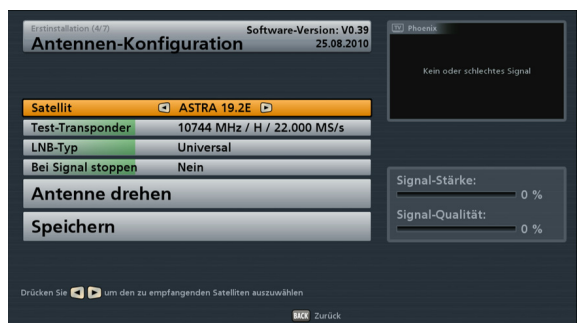 Erstinstallation (4/7)
Software-Version: V0.39
Antennen-Konfiguration
25.08.2010
TV Phoenix
Kein oder schlechtes Signal
Satellit ASTRA 19.2E
Test-Transponder 10744 MHz / H / 22.000 MS/s
LNB-Typ Universal
Bei Signal stoppen Nein
Antenne drehen
Speichern
Signal-Stärke:
0 %
Signal-Qualität:
0 %
Drücken Sie um den zu empfangenden Satelliten auszuwählen
BACK Zurück